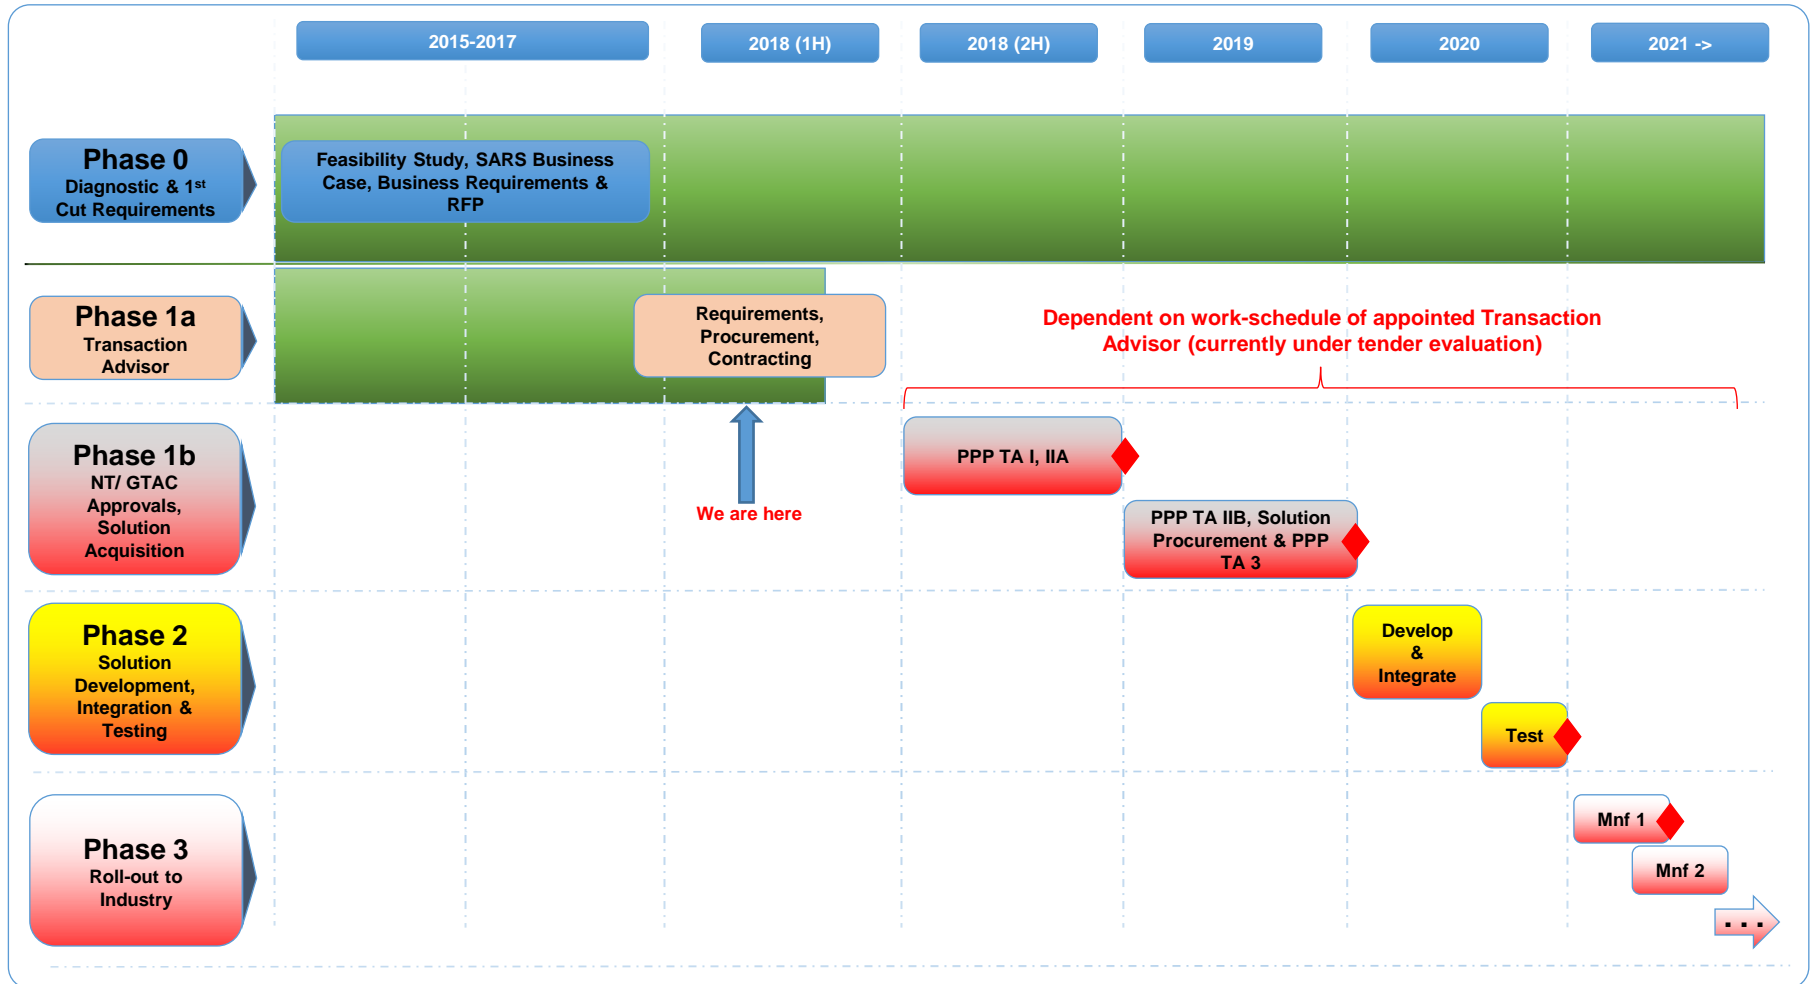 2015-2017
2018 (1H)
2018 (2H)
2019
2020
2021 ->
Phase 0
Diagnostic & 1st
Cut Requirements
Feasibility Study, SARS Business
Case, Business Requirements &
RFP
Phase 1a
Transaction
Advisor
Requirements,
Procurement,
Contracting
Dependent on work-schedule of appointed Transaction
Advisor (currently under tender evaluation)
Phase 1b
NT/ GTAC
Approvals,
Solution
Acquisition
We are here
PPP TA I, IIA
PPP TA IIB, Solution
Procurement & PPP
TA 3
Phase 2
Solution
Development,
Integration &
Testing
Develop
&
Integrate
Test
Phase 3
Roll-out to
Industry
Mnf 1
Mnf 2
...